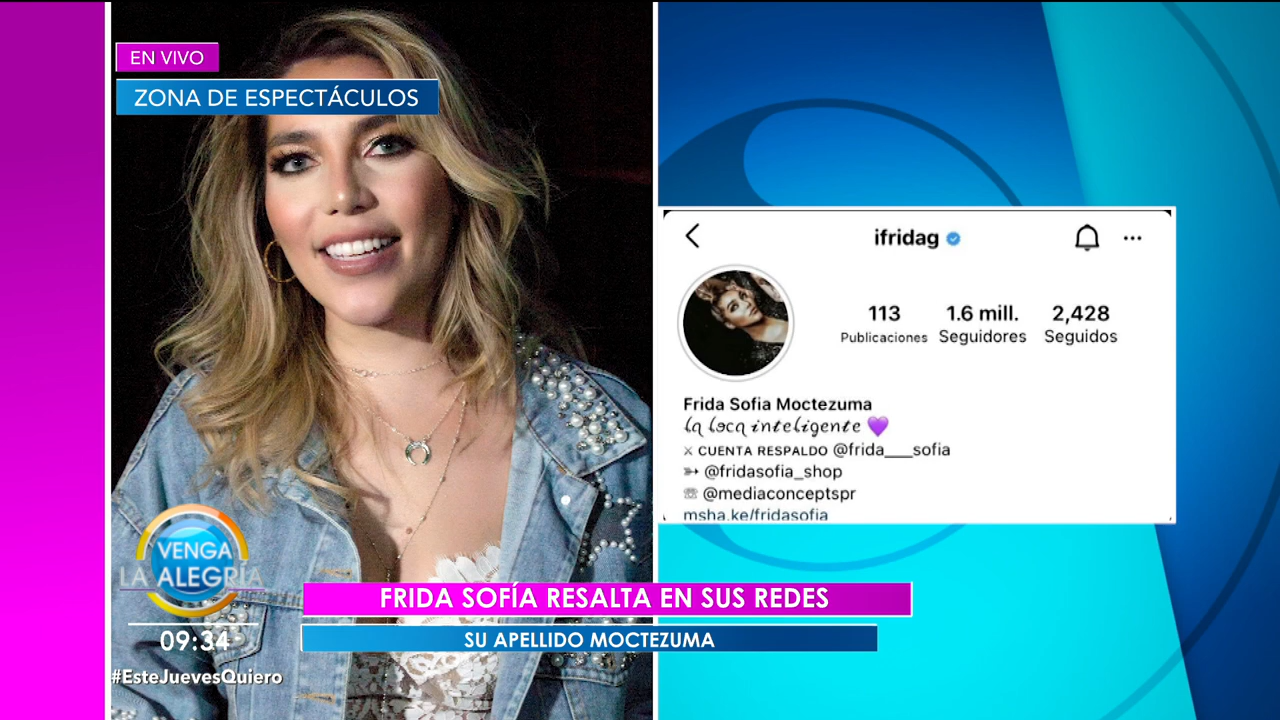 EN VIVO
ZONA DE ESPECTÁCULOS
ifridag
113
1.6 mill.
2,428
Publicaciones
Seguidores
Seguidos
Frida Sofia Moctezuma
la loca inteligente 💜
⚔ CUENTA RESPALDO @frida___sofia
➳ @fridasofia_shop
☏ @mediaconceptspr
msha.ke/fridasofia
VENGA
LA ALEGRÍA
FRIDA SOFÍA RESALTA EN SUS REDES
SU APELLIDO MOCTEZUMA
09:34
#EsteJuevesQuiero